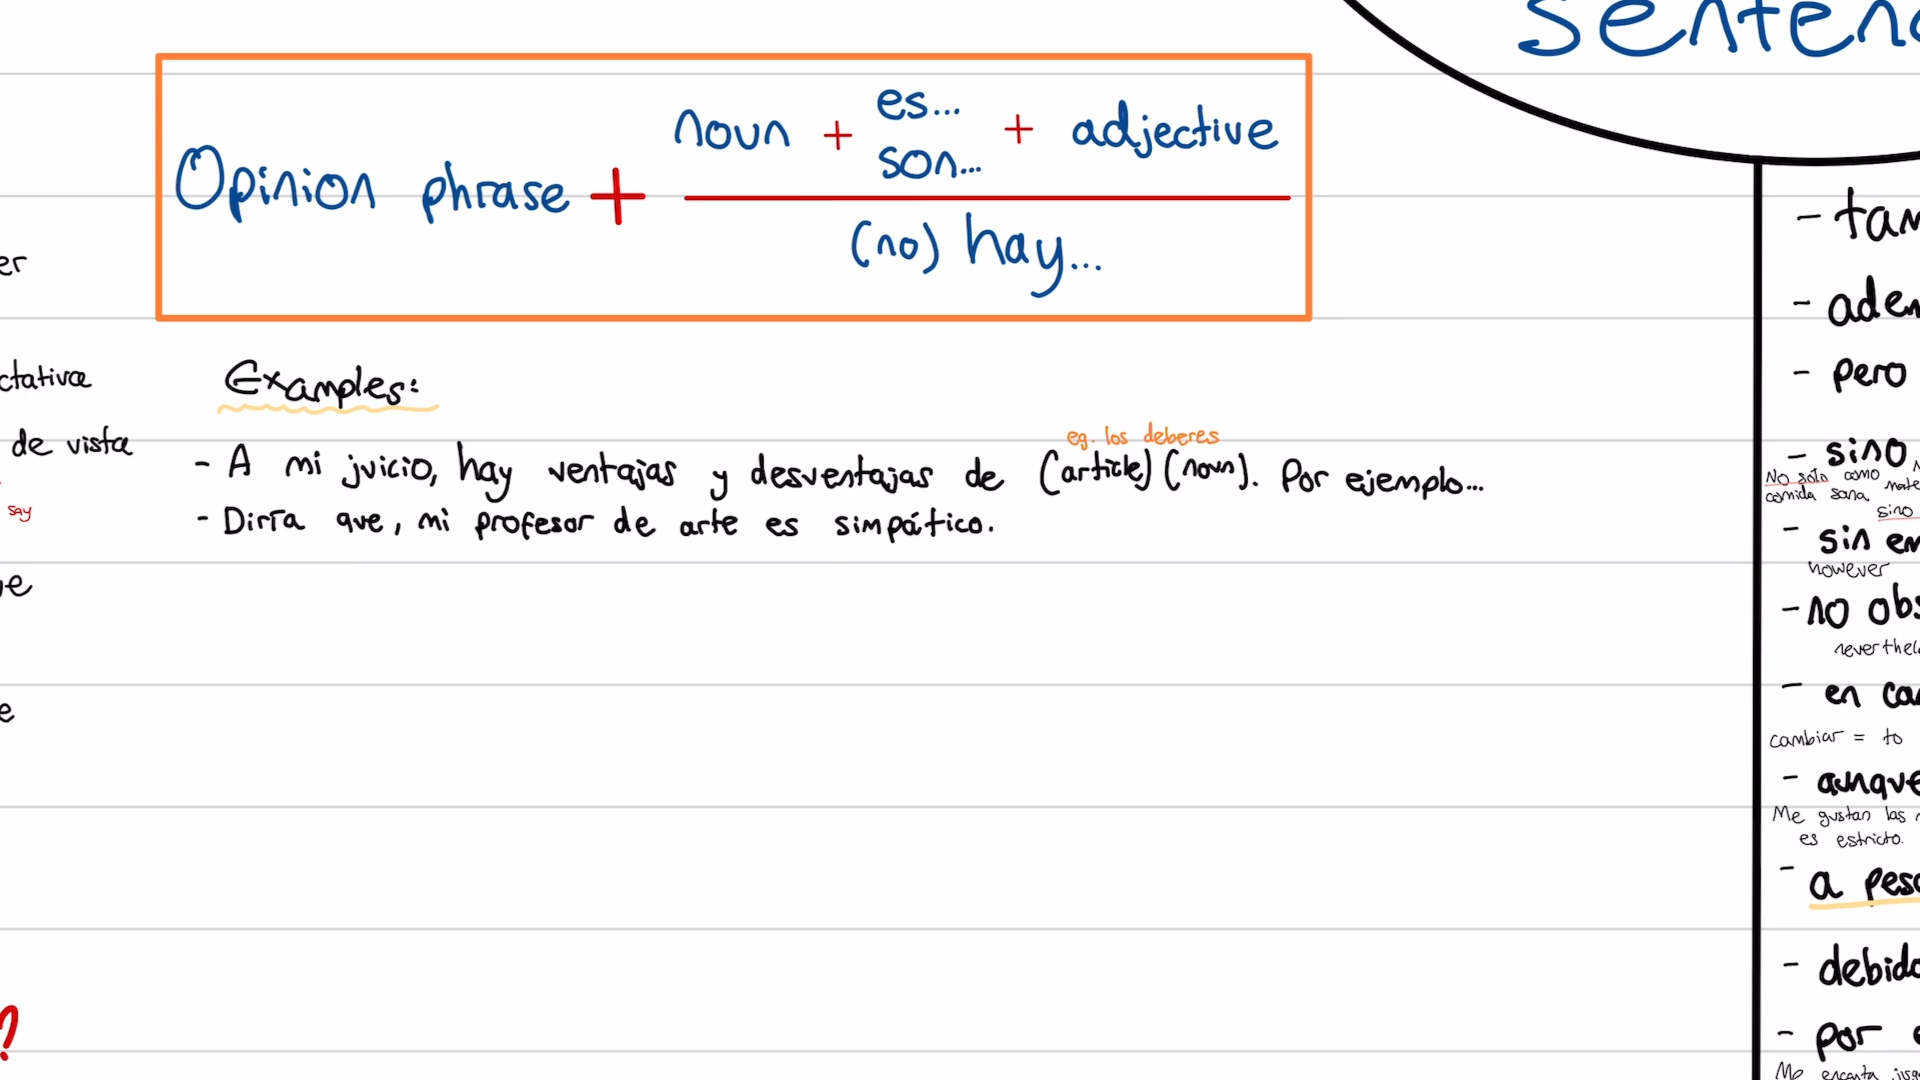 Senten
es...
noun + + adjective
son...
Opinion phrase +
(no) hay...
er
ctativa
de vista
say
e
Examples:
eg. los deberes
- A mi juicio, hay ventajas y desventajas de (article) (noun). Por ejemplo...
- Diría que, mi profesor de arte es simpático.
?
- tam
- adem
- pero
- sino
No sólo como
comida sana
sino
- sin em
however
- no obs
neverthel
- en ca
cambiar = to
- aunque
Me gustan las
es estricto.
a pesa
- debido
- por e
Me encanta